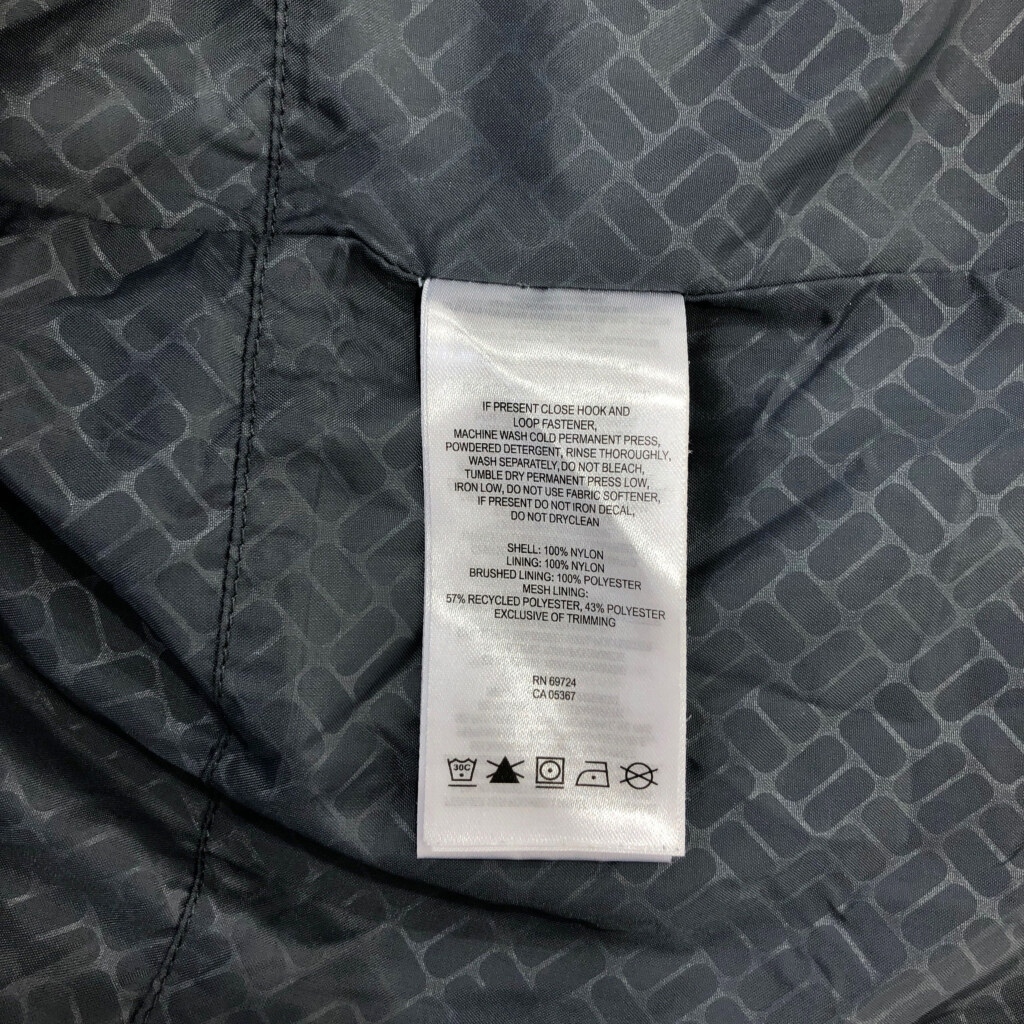 IF PRESENT CLOSE HOOK AND
LOOP FASTENER,
MACHINE WASH COLD PERMANENT PRESS,
POWDERED DETERGENT, RINSE THOROUGHLY,
WASH SEPARATELY, DO NOT BLEACH,
TUMBLE DRY PERMANENT PRESS LOW,
IRON LOW, DO NOT USE FABRIC SOFTENER,
IF PRESENT DO NOT IRON DECAL,
DO NOT DRYCLEAN
SHELL: 100% NYLON
LINING: 100% NYLON
BRUSHED LINING: 100% POLYESTER
MESH LINING:
57% RECYCLED POLYESTER, 43% POLYESTER
EXCLUSIVE OF TRIMMING
RN 69724
CA 05367
30C